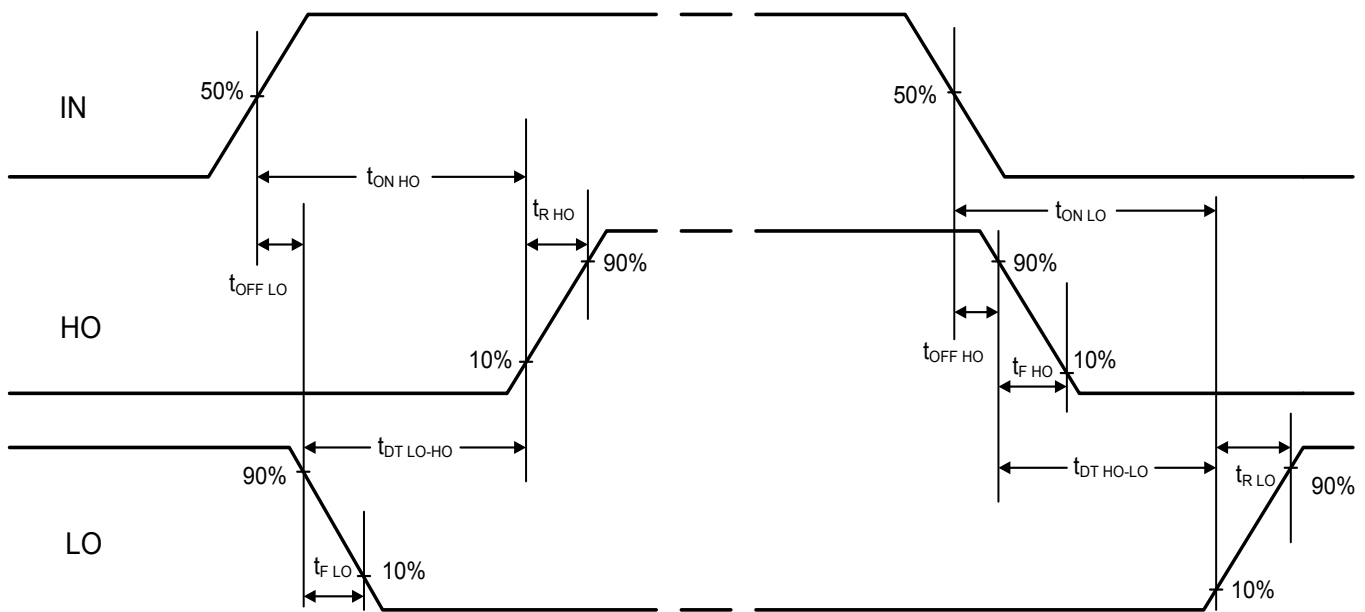 50%
50%
IN
t_ON HO
t_R HO
t_ON LO
90%
90%
t_OFF LO
HO
10%
t_OFF HO
t_F HO
10%
t_DT LO-HO
90%
t_DT HO-LO
t_R LO
90%
LO
t_F LO
10%
10%